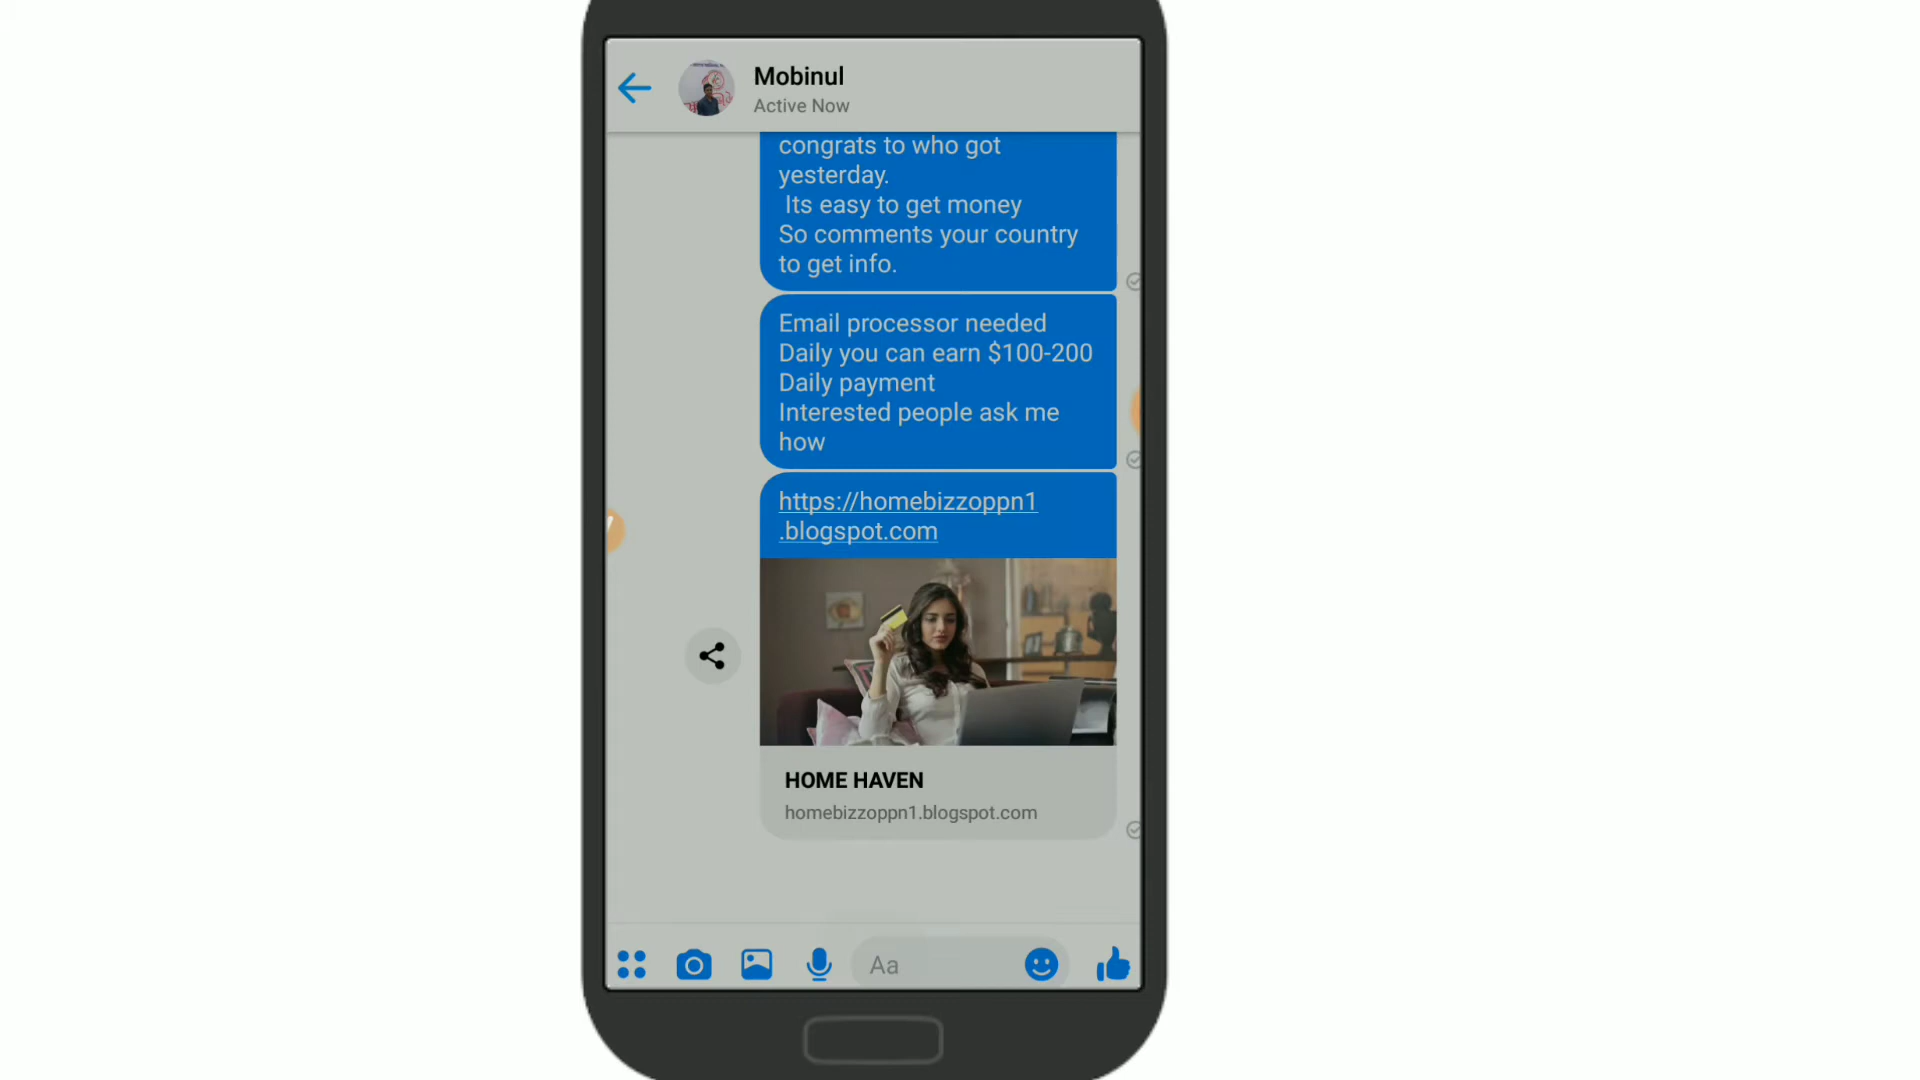 Mobinul
Active Now
congrats to who got
yesterday.
Its easy to get money
So comments your country
to get info.
Email processor needed
Daily you can earn $100-200
Daily payment
Interested people ask me
how
https://homebizzoppn1
.blogspot.com
HOME HAVEN
homebizzoppn1.blogspot.com
Aa